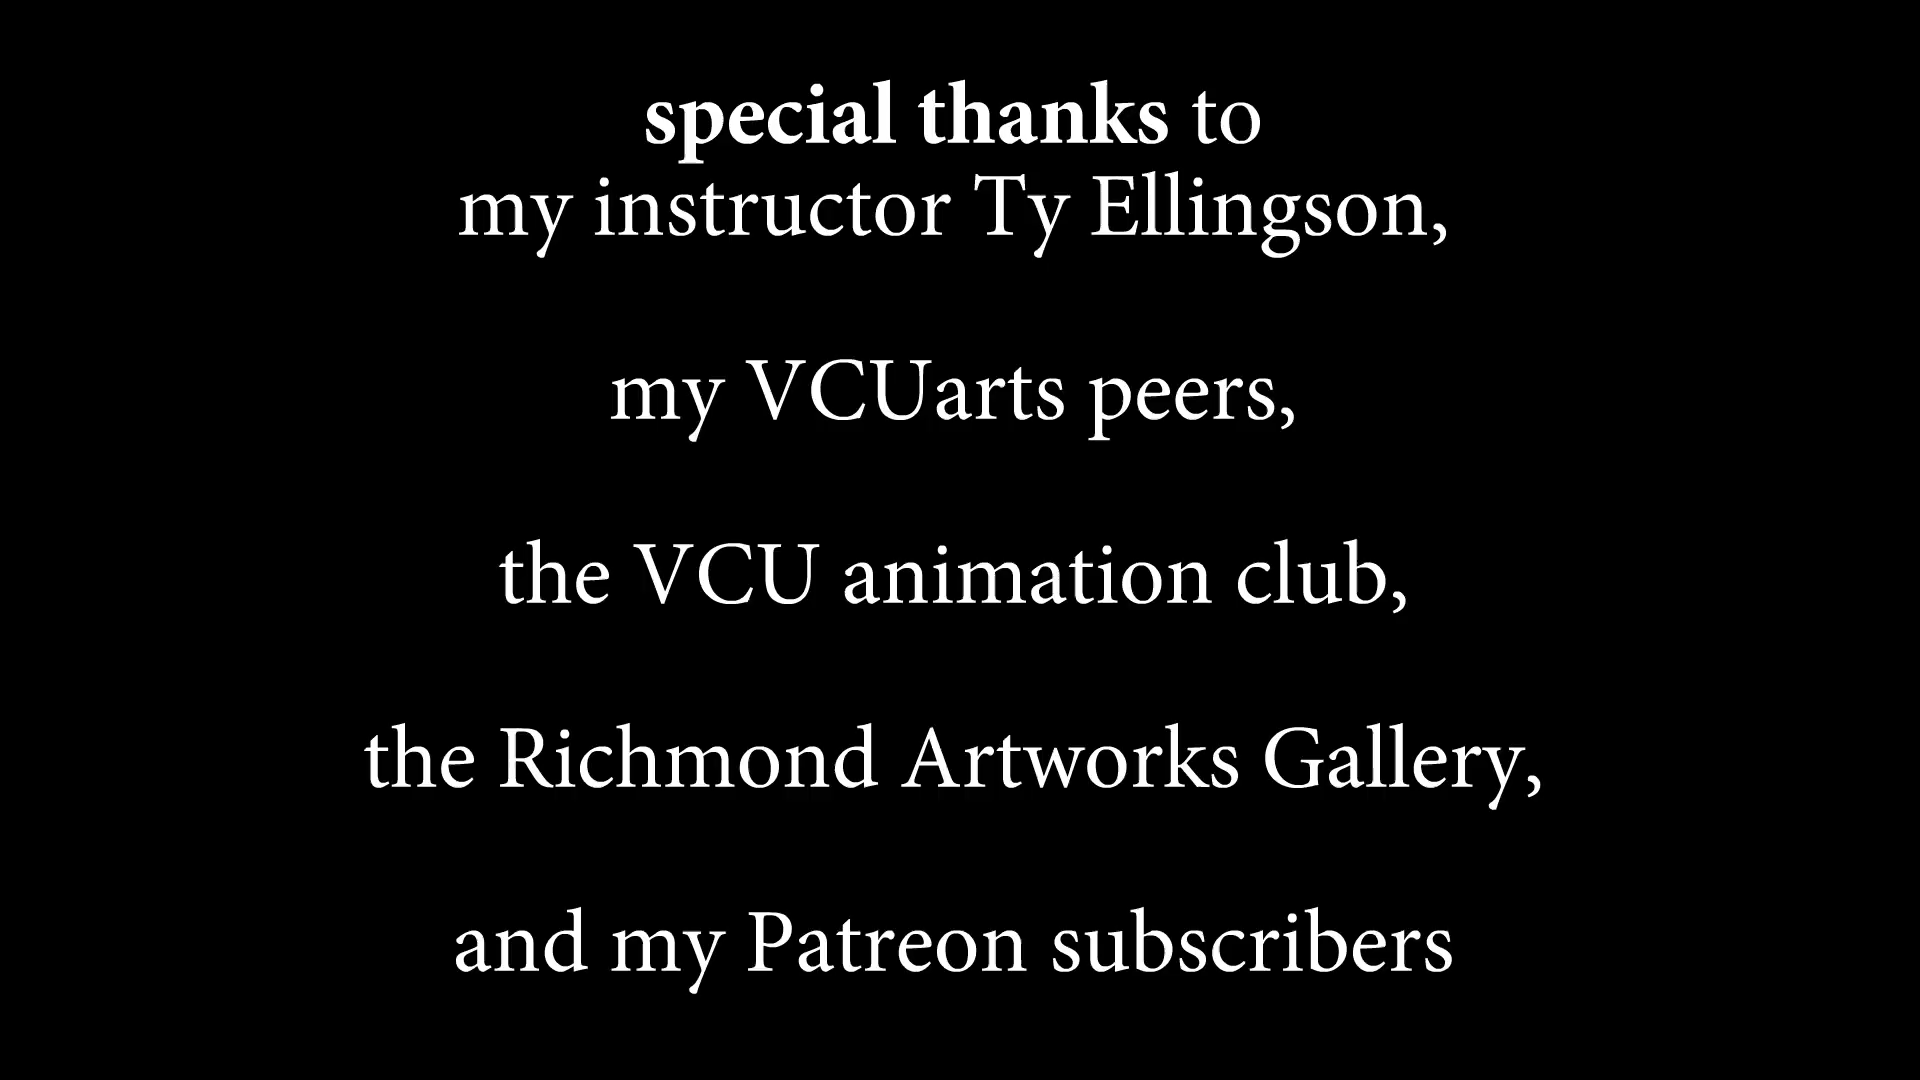 special thanks to
my instructor Ty Ellingson,
my VCUarts peers,
the VCU animation club,
the Richmond Artworks Gallery,
and my Patreon subscribers